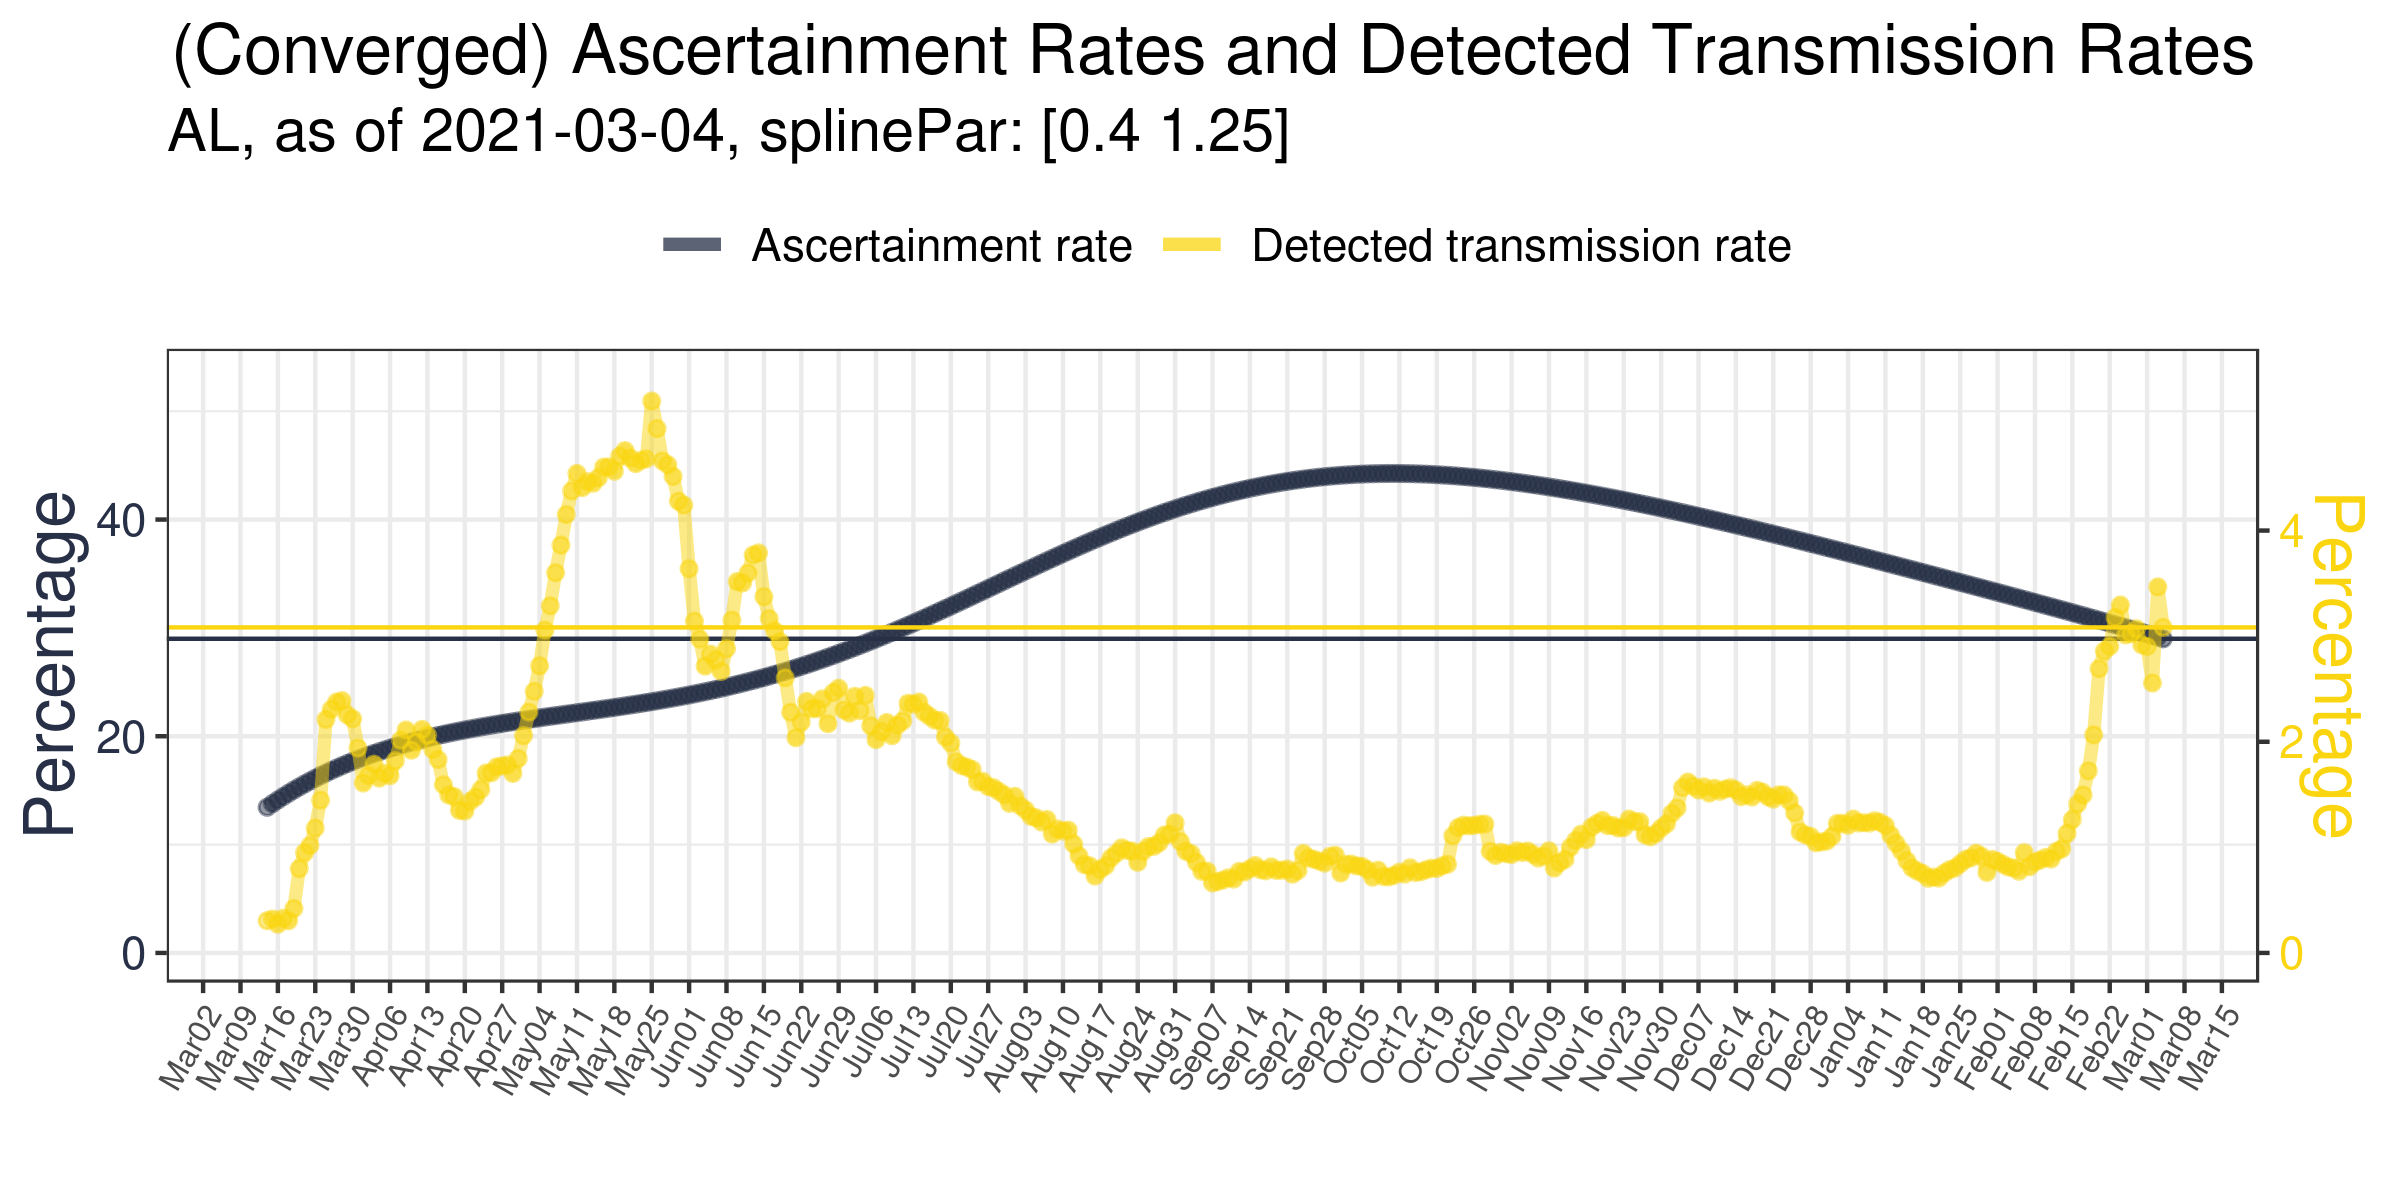 (Converged) Ascertainment Rates and Detected Transmission Rates
AL, as of 2021-03-04, splinePar: [0.4 1.25]
Ascertainment rate Detected transmission rate
Percentage
40
20
0
4
2
0
Percentage
Mar02 Mar09 Mar16 Mar23 Mar30 Apr06 Apr13 Apr20 Apr27 May04 May11 May18 May25 Jun01 Jun08 Jun15 Jun22 Jun29 Jul06 Jul13 Jul20 Jul27 Aug03 Aug10 Aug17 Aug24 Aug31 Sep07 Sep14 Sep21 Sep28 Oct05 Oct12 Oct19 Oct26 Nov02 Nov09 Nov16 Nov23 Nov30 Dec07 Dec14 Dec21 Dec28 Jan04 Jan11 Jan18 Jan25 Feb01 Feb08 Feb15 Feb22 Mar01 Mar08 Mar15